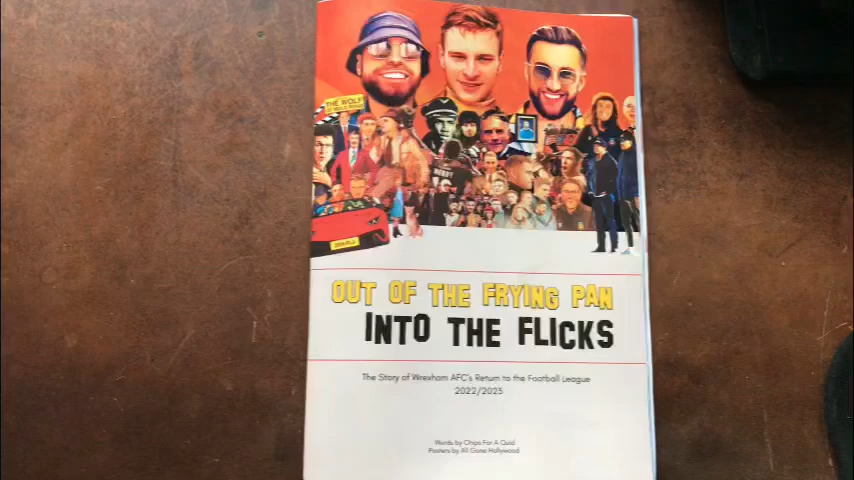 THE WOLF
OUT OF THE FRYING PAN
INTO THE FLICKS
The Story of Wrexham AFC's Return to the Football League
2022/2023
Words by Chips For A Quid
Posters by All Gone Hollywood